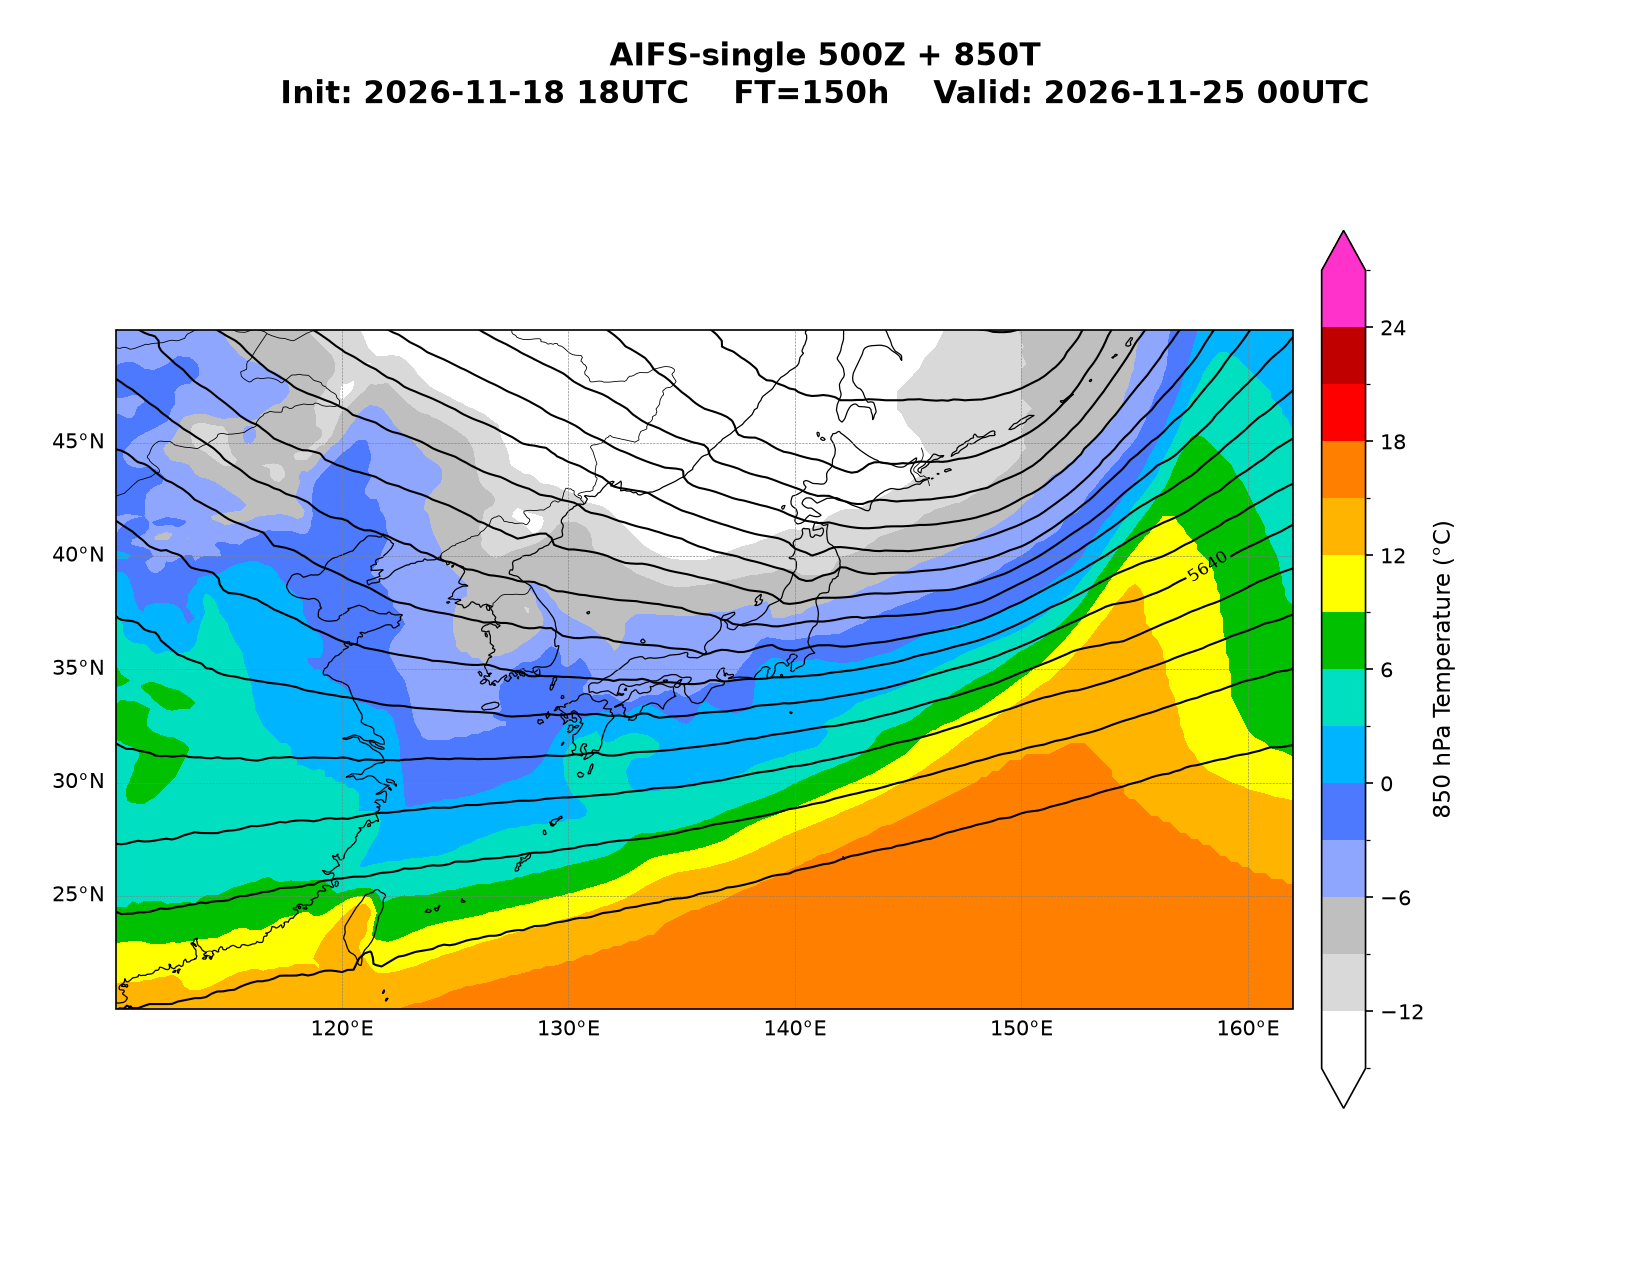 AIFS-single 500Z + 850T
Init: 2026-11-18 18UTC    FT=150h    Valid: 2026-11-25 00UTC
24
18
12
6
0
−6
−12
850 hPa Temperature (°C)
45°N
40°N
35°N
30°N
25°N
5640
120°E
130°E
140°E
150°E
160°E